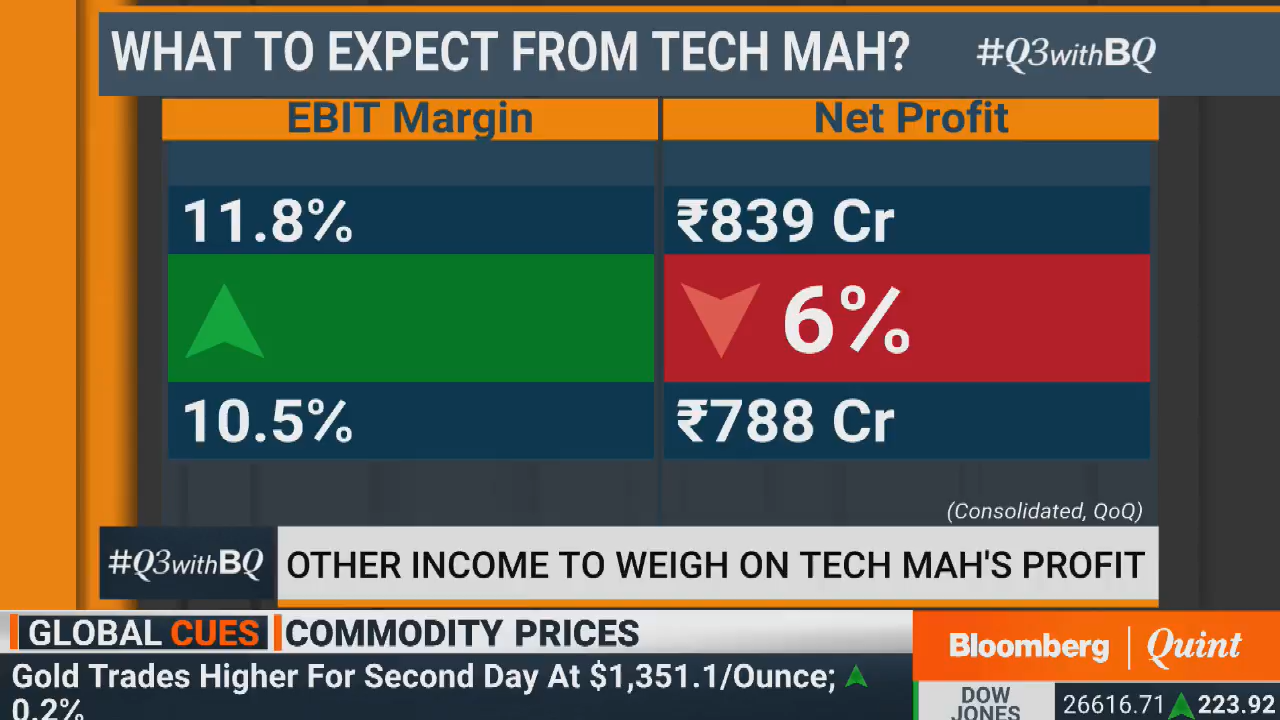 WHAT TO EXPECT FROM TECH MAH?
#Q3withBQ
EBIT Margin
Net Profit
11.8%
₹839 Cr
6%
10.5%
₹788 Cr
(Consolidated, QoQ)
#Q3withBQ
OTHER INCOME TO WEIGH ON TECH MAH'S PROFIT
GLOBAL CUES
COMMODITY PRICES
Bloomberg | Quint
Gold Trades Higher For Second Day At $1,351.1/Ounce;
0.2%
DOW
JONES
26616.71
223.92